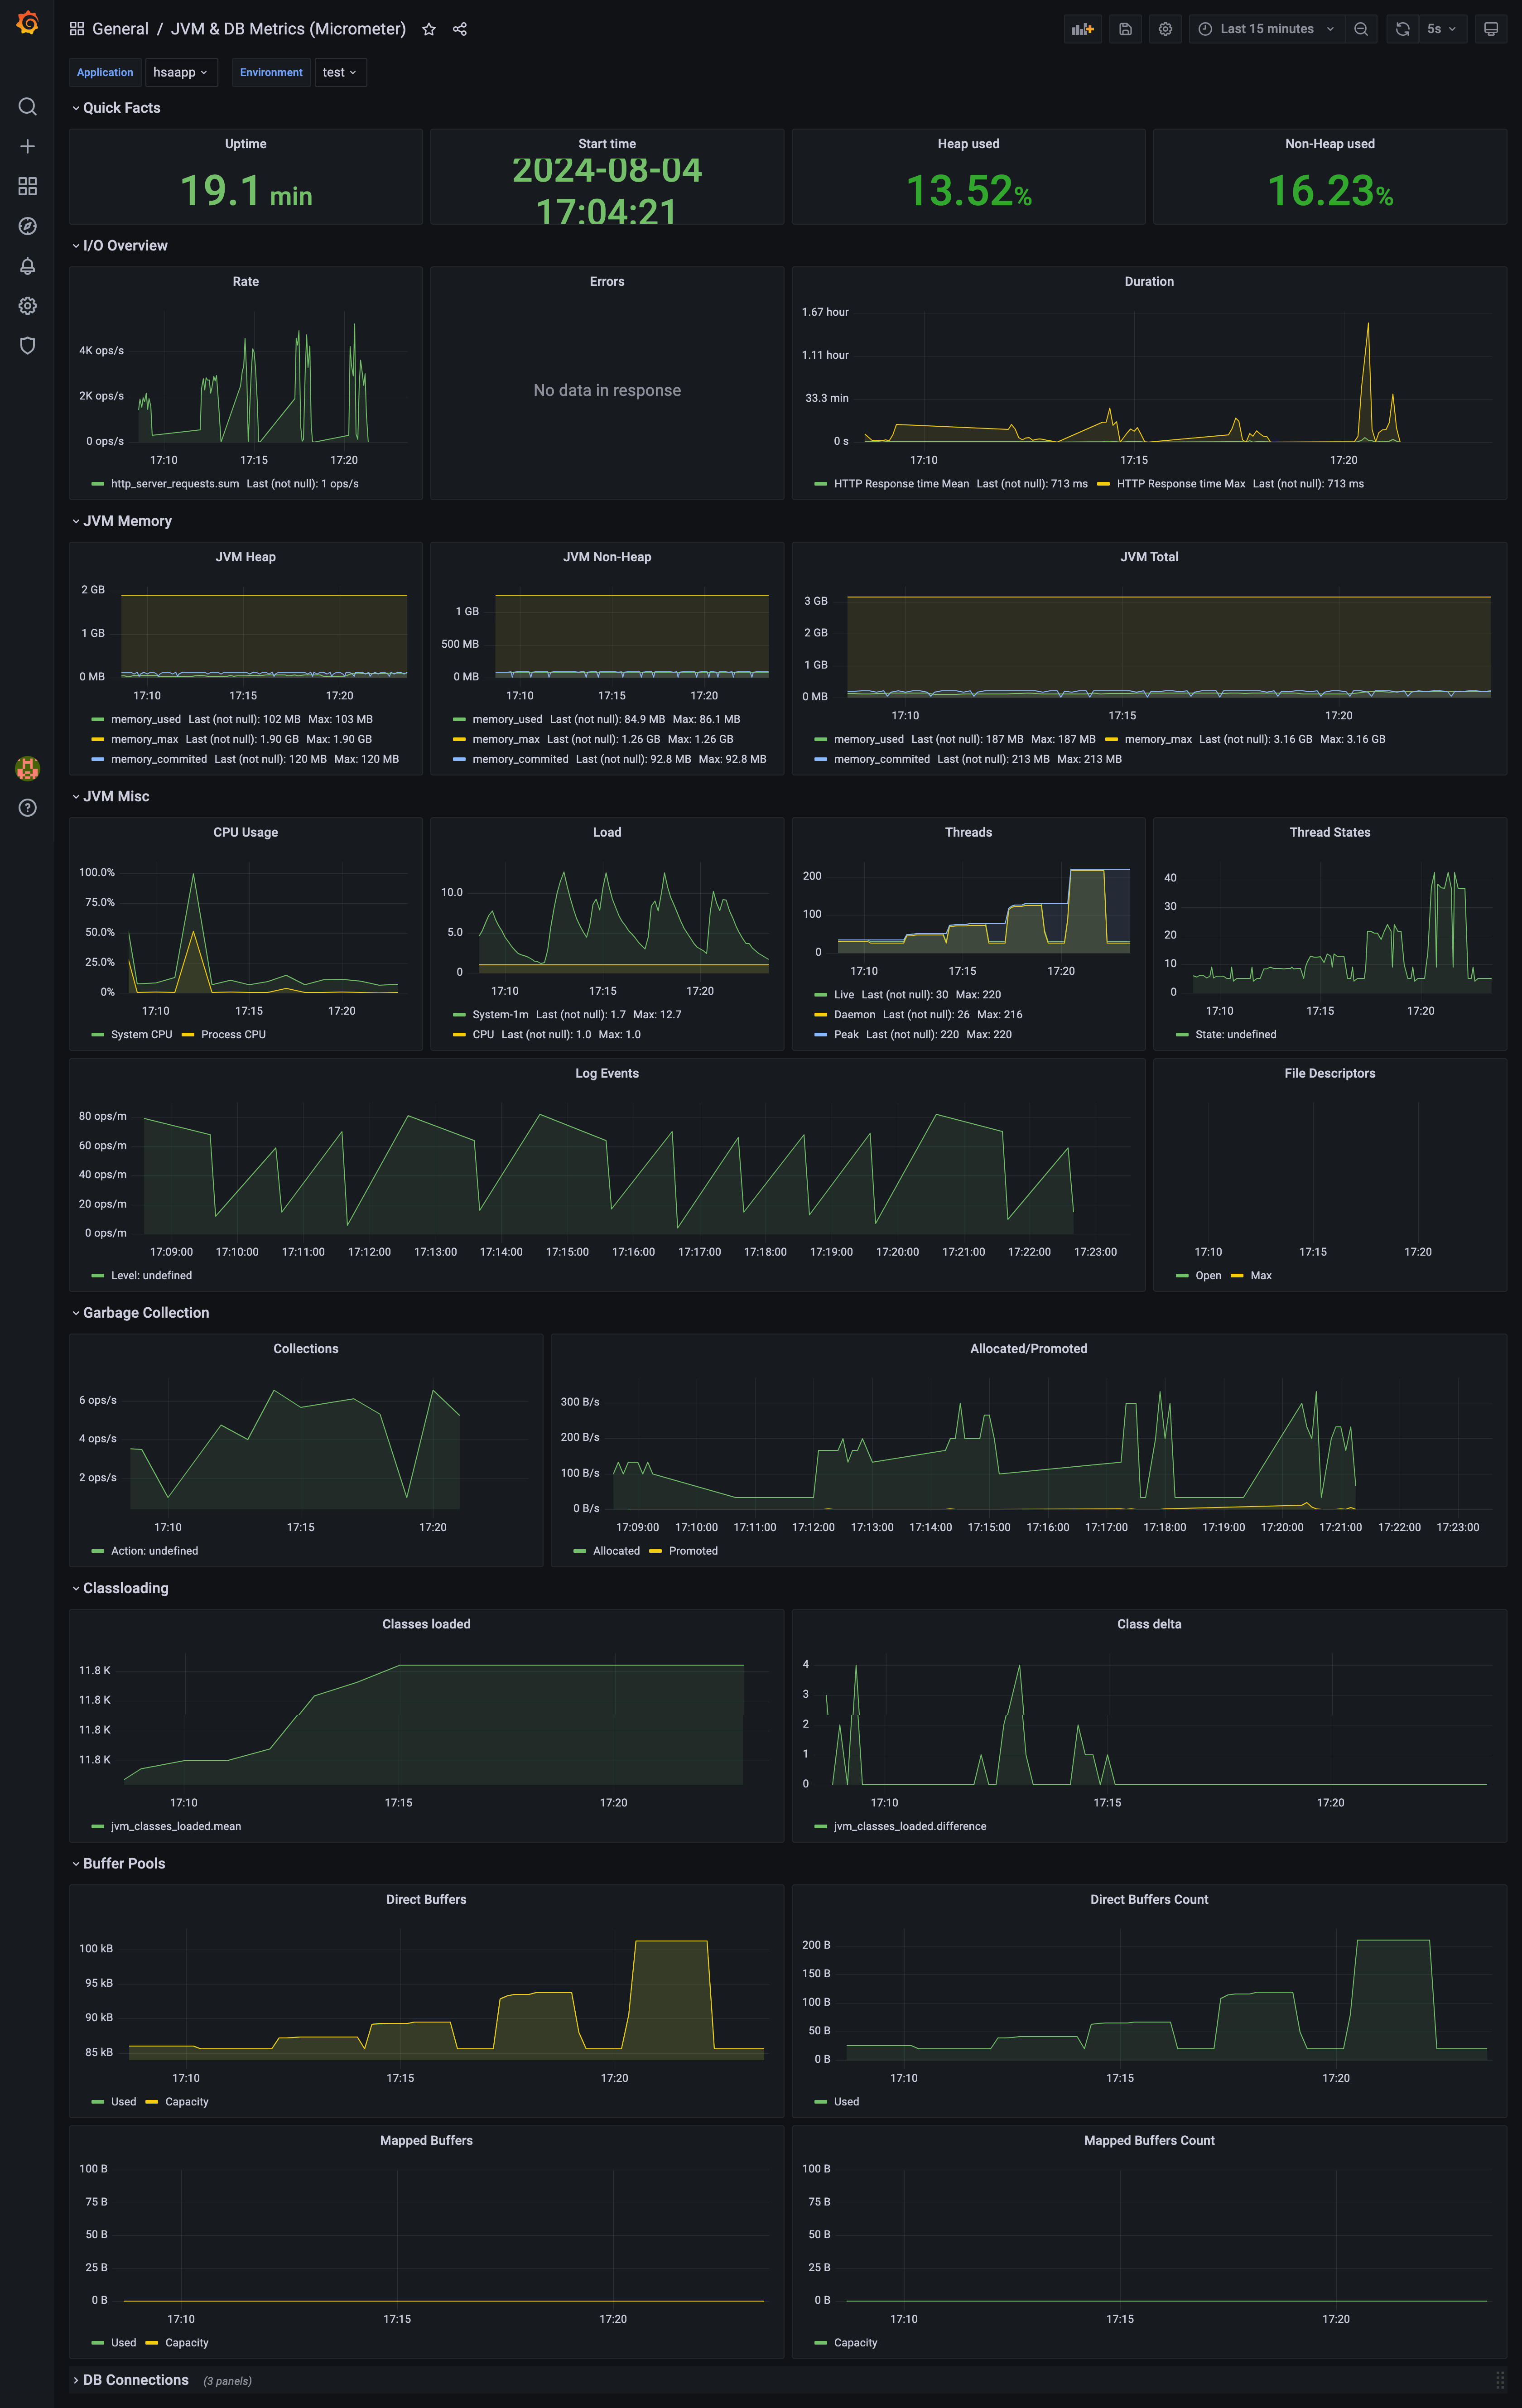 General / JVM & DB Metrics (Micrometer)
Last 15 minutes
5s
Application hsaapp Environment test
Quick Facts
Uptime
19.1 min
Start time
2024-08-04
17:04:21
Heap used
13.52%
Non-Heap used
16.23%
I/O Overview
Rate
4K ops/s
2K ops/s
0 ops/s
17:10 17:15 17:20
http_server_requests.sum Last (not null): 1 ops/s
Errors
No data in response
Duration
1.67 hour
1.11 hour
33.3 min
0 s
17:10 17:15 17:20
HTTP Response time Mean Last (not null): 713 ms HTTP Response time Max Last (not null): 713 ms
JVM Memory
JVM Heap
2 GB
1 GB
0 MB
17:10 17:15 17:20
memory_used Last (not null): 102 MB Max: 103 MB
memory_max Last (not null): 1.90 GB Max: 1.90 GB
memory_commited Last (not null): 120 MB Max: 120 MB
JVM Non-Heap
1 GB
500 MB
0 MB
17:10 17:15 17:20
memory_used Last (not null): 84.9 MB Max: 86.1 MB
memory_max Last (not null): 1.26 GB Max: 1.26 GB
memory_commited Last (not null): 92.8 MB Max: 92.8 MB
JVM Total
3 GB
2 GB
1 GB
0 MB
17:10 17:15 17:20
memory_used Last (not null): 187 MB Max: 187 MB memory_max Last (not null): 3.16 GB Max: 3.16 GB
memory_commited Last (not null): 213 MB Max: 213 MB
JVM Misc
CPU Usage
100.0%
75.0%
50.0%
25.0%
0%
17:10 17:15 17:20
System CPU Process CPU
Load
10.0
5.0
0
17:10 17:15 17:20
System-1m Last (not null): 1.7 Max: 12.7
CPU Last (not null): 1.0 Max: 1.0
Threads
200
100
0
17:10 17:15 17:20
Live Last (not null): 30 Max: 220
Daemon Last (not null): 26 Max: 216
Peak Last (not null): 220 Max: 220
Thread States
40
30
20
10
0
17:10 17:15 17:20
State: undefined
Log Events
80 ops/m
60 ops/m
40 ops/m
20 ops/m
0 ops/m
17:09:00 17:10:00 17:11:00 17:12:00 17:13:00 17:14:00 17:15:00 17:16:00 17:17:00 17:18:00 17:19:00 17:20:00 17:21:00 17:22:00 17:23:00
Level: undefined
File Descriptors
17:10 17:15 17:20
Open Max
Garbage Collection
Collections
6 ops/s
4 ops/s
2 ops/s
17:10 17:15 17:20
Action: undefined
Allocated/Promoted
300 B/s
200 B/s
100 B/s
0 B/s
17:09:00 17:10:00 17:11:00 17:12:00 17:13:00 17:14:00 17:15:00 17:16:00 17:17:00 17:18:00 17:19:00 17:20:00 17:21:00 17:22:00 17:23:00
Allocated Promoted
Classloading
Classes loaded
11.8 K
11.8 K
11.8 K
11.8 K
17:10 17:15 17:20
jvm_classes_loaded.mean
Class delta
4
3
2
1
0
17:10 17:15 17:20
jvm_classes_loaded.difference
Buffer Pools
Direct Buffers
100 kB
95 kB
90 kB
85 kB
17:10 17:15 17:20
Used Capacity
Direct Buffers Count
200 B
150 B
100 B
50 B
0 B
17:10 17:15 17:20
Used
Mapped Buffers
100 B
75 B
50 B
25 B
0 B
17:10 17:15 17:20
Used Capacity
Mapped Buffers Count
100 B
75 B
50 B
25 B
0 B
17:10 17:15 17:20
Capacity
DB Connections (3 panels)